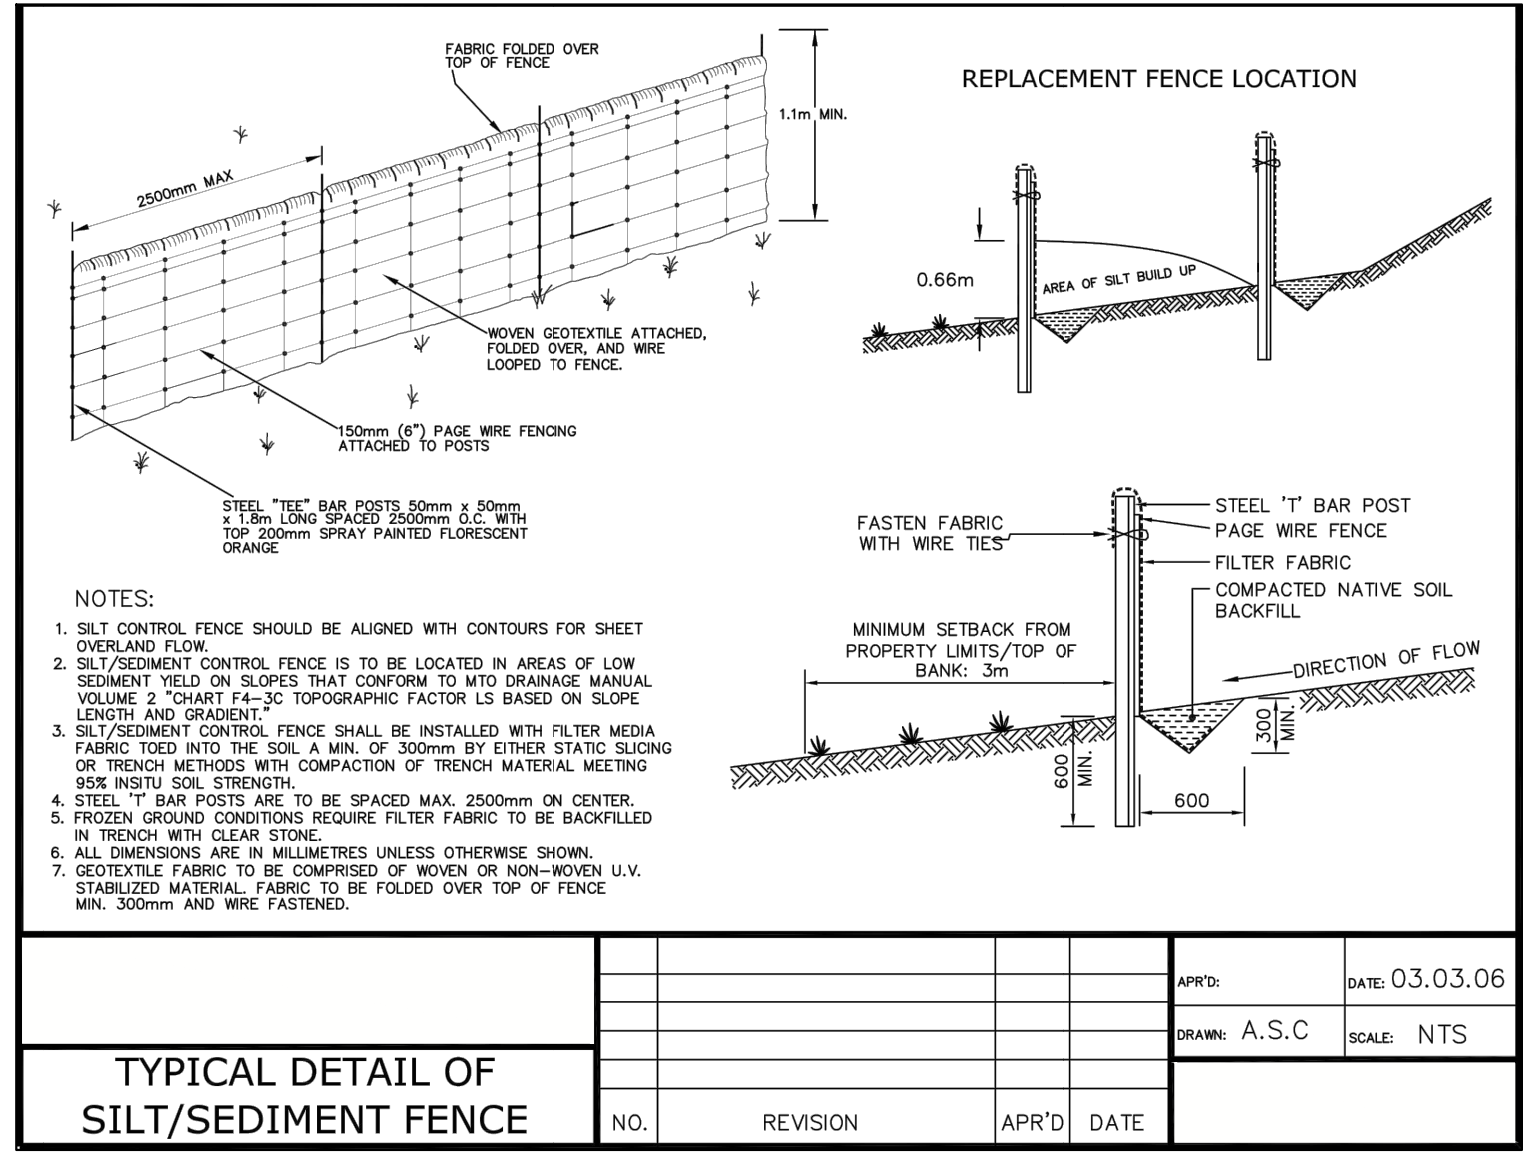 FABRIC FOLDED OVER
TOP OF FENCE
1.1m MIN.
2500mm MAX
WOVEN GEOTEXTILE ATTACHED,
FOLDED OVER, AND WIRE
LOOPED TO FENCE.
150mm (6") PAGE WIRE FENCING
ATTACHED TO POSTS
STEEL "TEE" BAR POSTS 50mm x 50mm
x 1.8m LONG SPACED 2500mm O.C. WITH
TOP 200mm SPRAY PAINTED FLORESCENT
ORANGE
REPLACEMENT FENCE LOCATION
0.66m
AREA OF SILT BUILD UP
FASTEN FABRIC
WITH WIRE TIES
STEEL 'T' BAR POST
PAGE WIRE FENCE
FILTER FABRIC
COMPACTED NATIVE SOIL
BACKFILL
MINIMUM SETBACK FROM
PROPERTY LIMITS/TOP OF
BANK: 3m
DIRECTION OF FLOW
300
MIN.
600
MIN.
600
NOTES:
1. SILT CONTROL FENCE SHOULD BE ALIGNED WITH CONTOURS FOR SHEET
OVERLAND FLOW.
2. SILT/SEDIMENT CONTROL FENCE IS TO BE LOCATED IN AREAS OF LOW
SEDIMENT YIELD ON SLOPES THAT CONFORM TO MTO DRAINAGE MANUAL
VOLUME 2 "CHART F4-3C TOPOGRAPHIC FACTOR LS BASED ON SLOPE
LENGTH AND GRADIENT."
3. SILT/SEDIMENT CONTROL FENCE SHALL BE INSTALLED WITH FILTER MEDIA
FABRIC TOED INTO THE SOIL A MIN. OF 300mm BY EITHER STATIC SLICING
OR TRENCH METHODS WITH COMPACTION OF TRENCH MATERIAL MEETING
95% INSITU SOIL STRENGTH.
4. STEEL 'T' BAR POSTS ARE TO BE SPACED MAX. 2500mm ON CENTER.
5. FROZEN GROUND CONDITIONS REQUIRE FILTER FABRIC TO BE BACKFILLED
IN TRENCH WITH CLEAR STONE.
6. ALL DIMENSIONS ARE IN MILLIMETRES UNLESS OTHERWISE SHOWN.
7. GEOTEXTILE FABRIC TO BE COMPRISED OF WOVEN OR NON-WOVEN U.V.
STABILIZED MATERIAL. FABRIC TO BE FOLDED OVER TOP OF FENCE
MIN. 300mm AND WIRE FASTENED.
TYPICAL DETAIL OF
SILT/SEDIMENT FENCE
NO. REVISION APR'D DATE
APR'D: DATE: 03.03.06
DRAWN: A.S.C SCALE: NTS